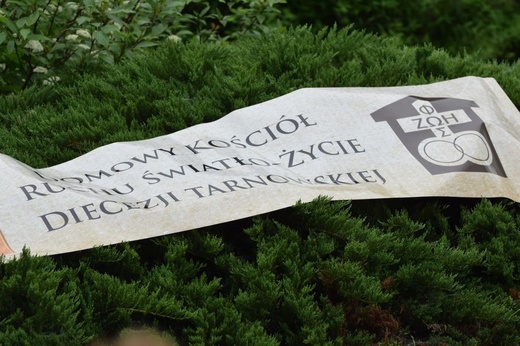 DOMOWY KOŚCIÓŁ
RUCHU ŚWIATŁO-ŻYCIE
DIECEZJI TARNOWSKIEJ
Φ
ΖΩΗ
Σ